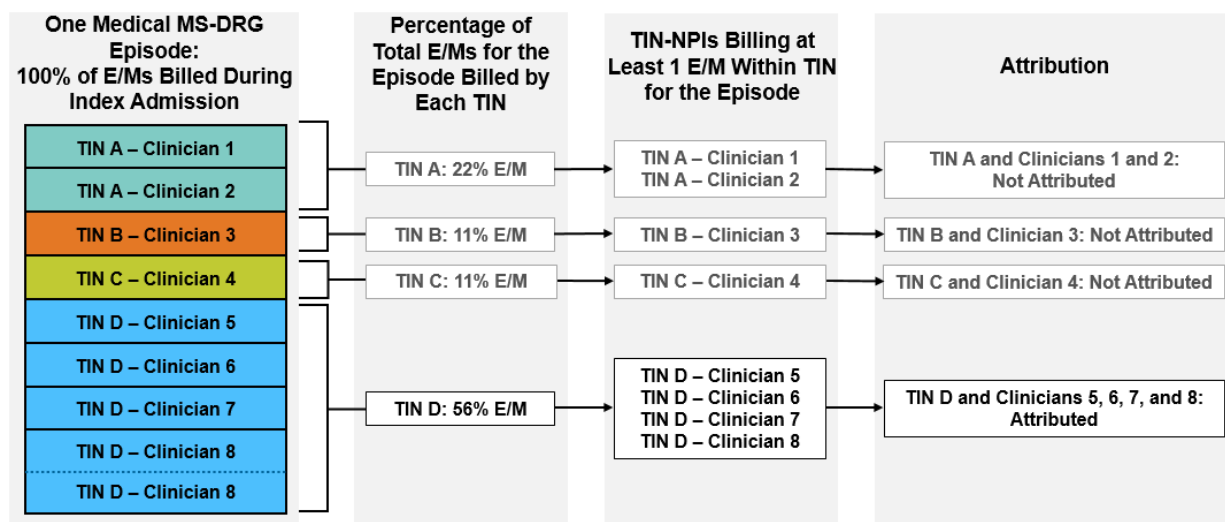 One Medical MS-DRG
Episode:
100% of E/Ms Billed During
Index Admission
TIN A – Clinician 1
TIN A – Clinician 2
TIN B – Clinician 3
TIN C – Clinician 4
TIN D – Clinician 5
TIN D – Clinician 6
TIN D – Clinician 7
TIN D – Clinician 8
TIN D – Clinician 8
Percentage of
Total E/Ms for the
Episode Billed by
Each TIN
TIN A: 22% E/M
TIN B: 11% E/M
TIN C: 11% E/M
TIN D: 56% E/M
TIN-NPIs Billing at
Least 1 E/M Within TIN
for the Episode
TIN A – Clinician 1
TIN A – Clinician 2
TIN B – Clinician 3
TIN C – Clinician 4
TIN D – Clinician 5
TIN D – Clinician 6
TIN D – Clinician 7
TIN D – Clinician 8
Attribution
TIN A and Clinicians 1 and 2:
Not Attributed
TIN B and Clinician 3: Not Attributed
TIN C and Clinician 4: Not Attributed
TIN D and Clinicians 5, 6, 7, and 8:
Attributed